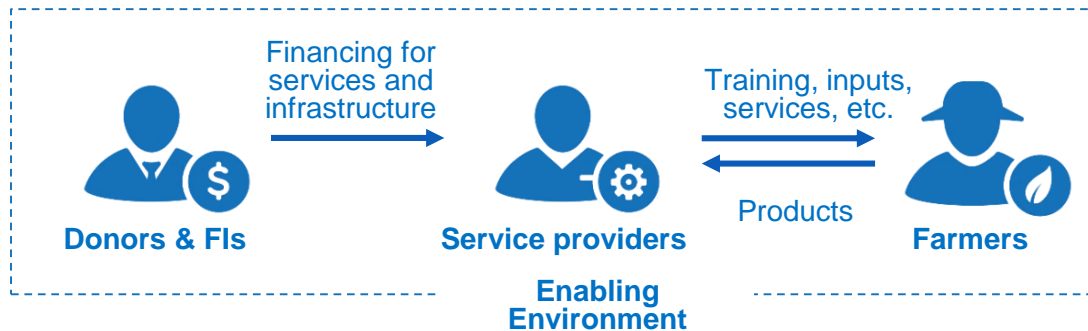 Financing for
services and
infrastructure
Training, inputs,
services, etc.
$
Products
Donors & FIs
Service providers
Farmers
Enabling
Environment